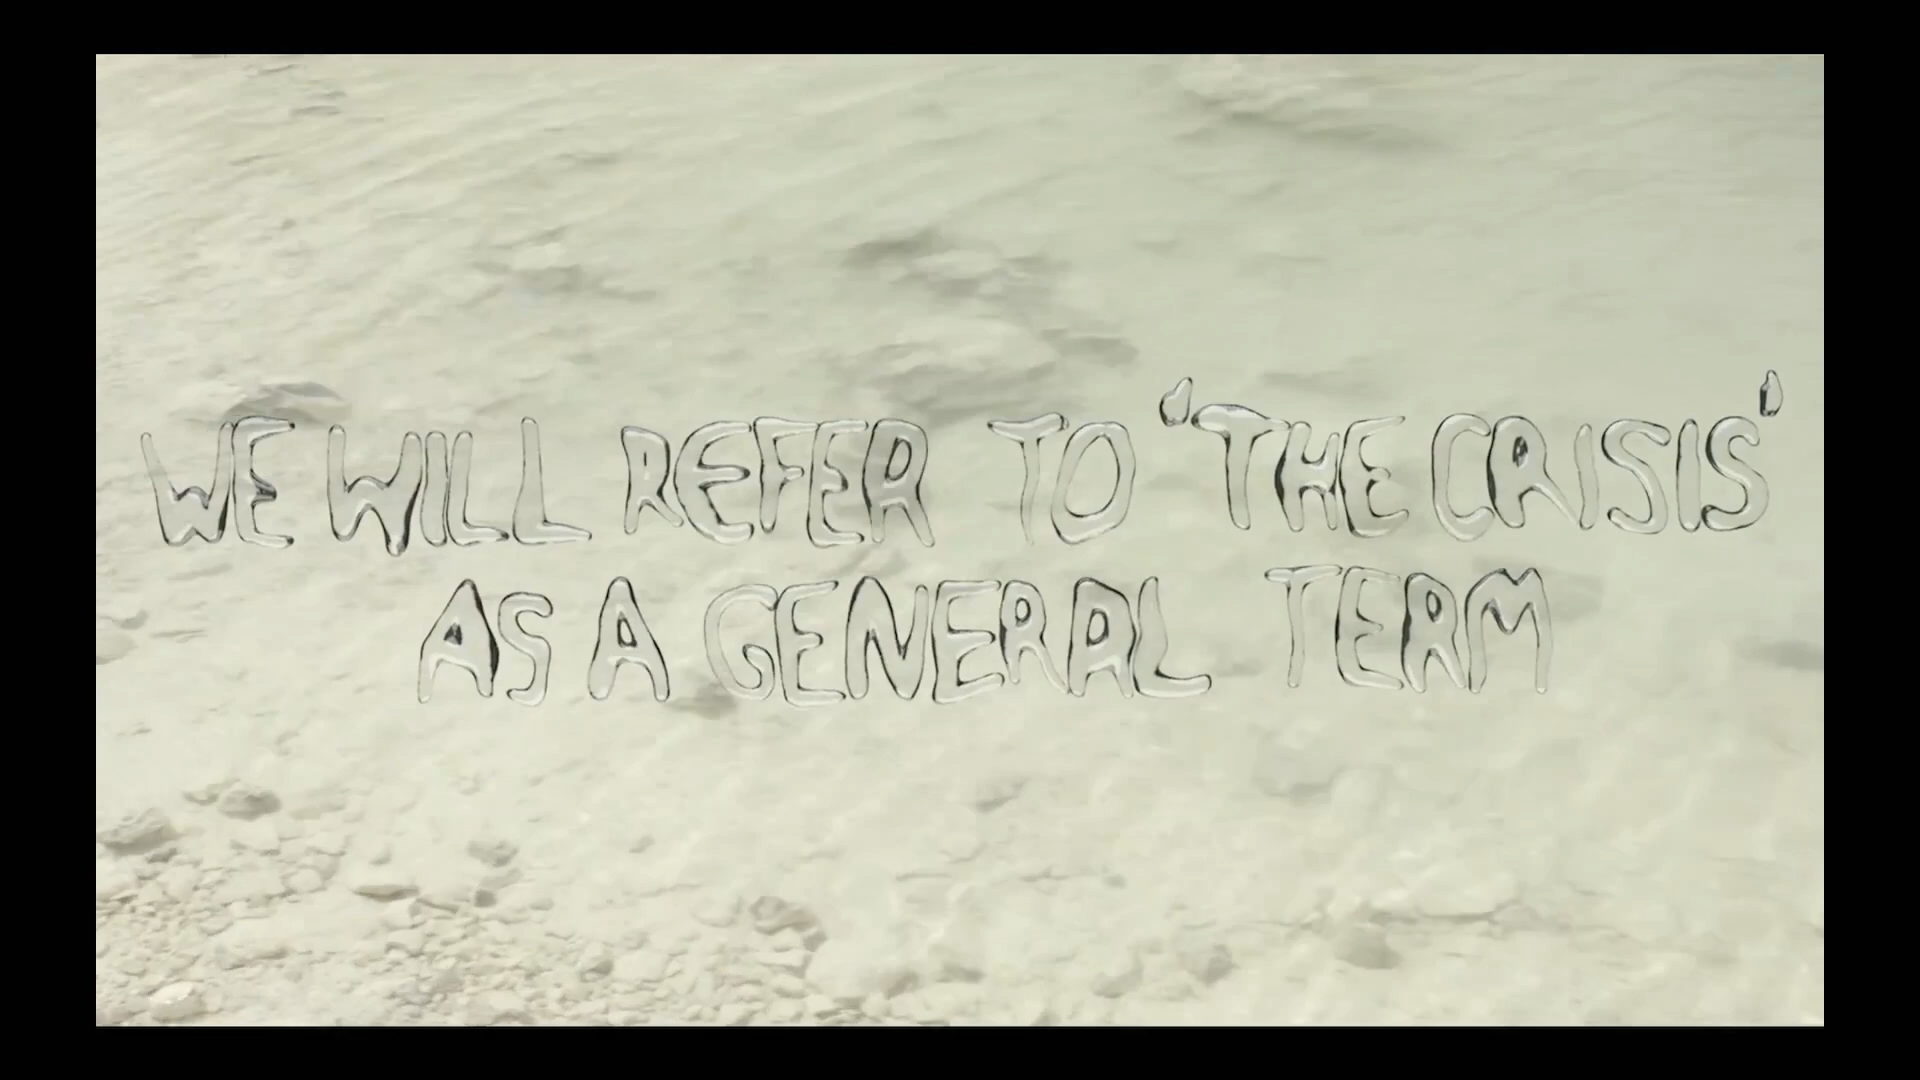 WE WILL REFER TO 'THE CRISIS'
AS A GENERAL TERM